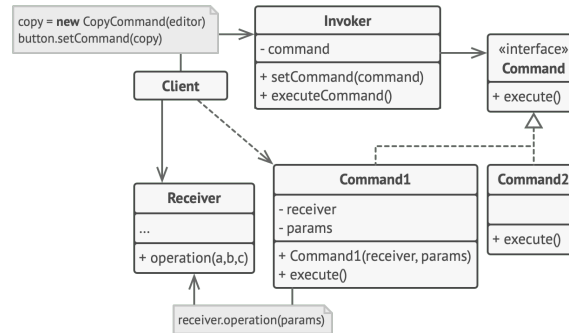 copy = new CopyCommand(editor)
button.setCommand(copy)
Client
Invoker
- command
+ setCommand(command)
+ executeCommand()
«interface»
Command
+ execute()
Receiver
...
+ operation(a,b,c)
Command1
- receiver
- params
+ Command1(receiver, params)
+ execute()
Command2
+ execute()
receiver.operation(params)